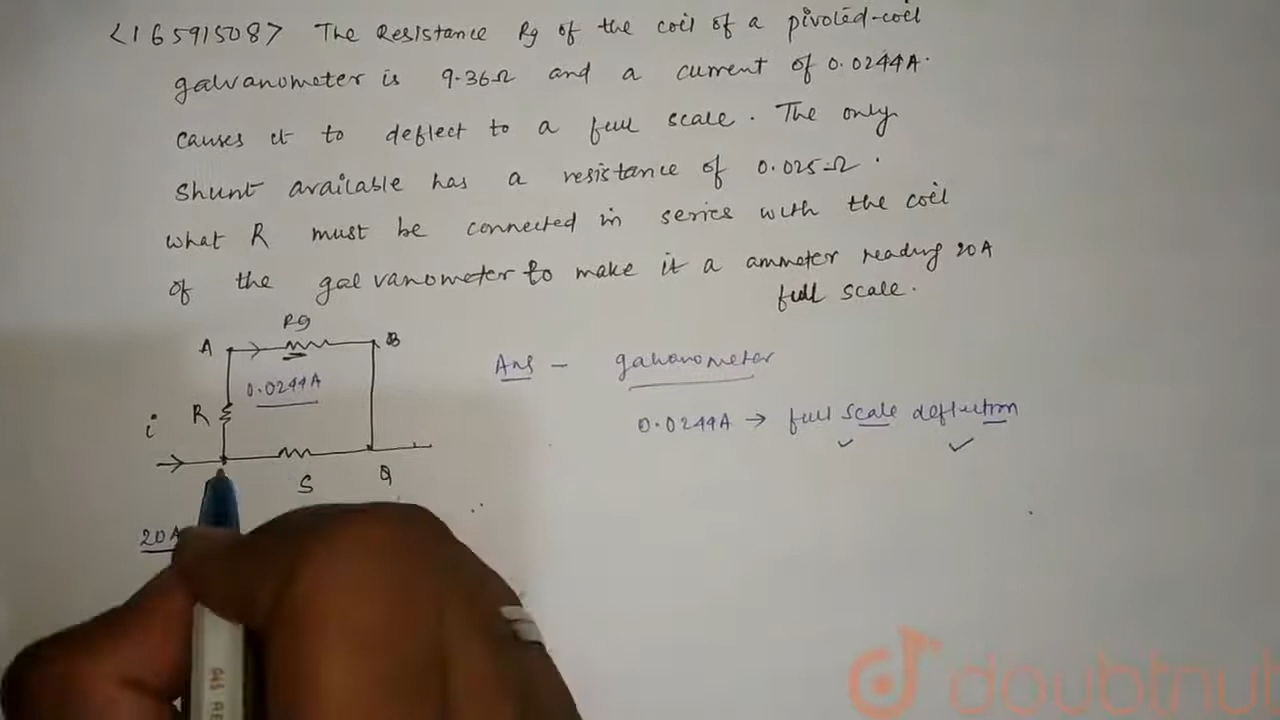 <16591508> The Resistance Rg of the coil of a pivoted-coil
galvanometer is 9.36Ω and a current of 0.0244A.
causes it to deflect to a full scale. The only
Shunt available has a resistance of 0.025Ω.
what R must be connected in series with the coil
of the galvanometer to make it a ammeter reading 20A
full scale.
Rg
A
B
0.0244A
R
i
S
Q
20A
Ans - galvanometer
0.0244A → full scale deflection
doubtnut